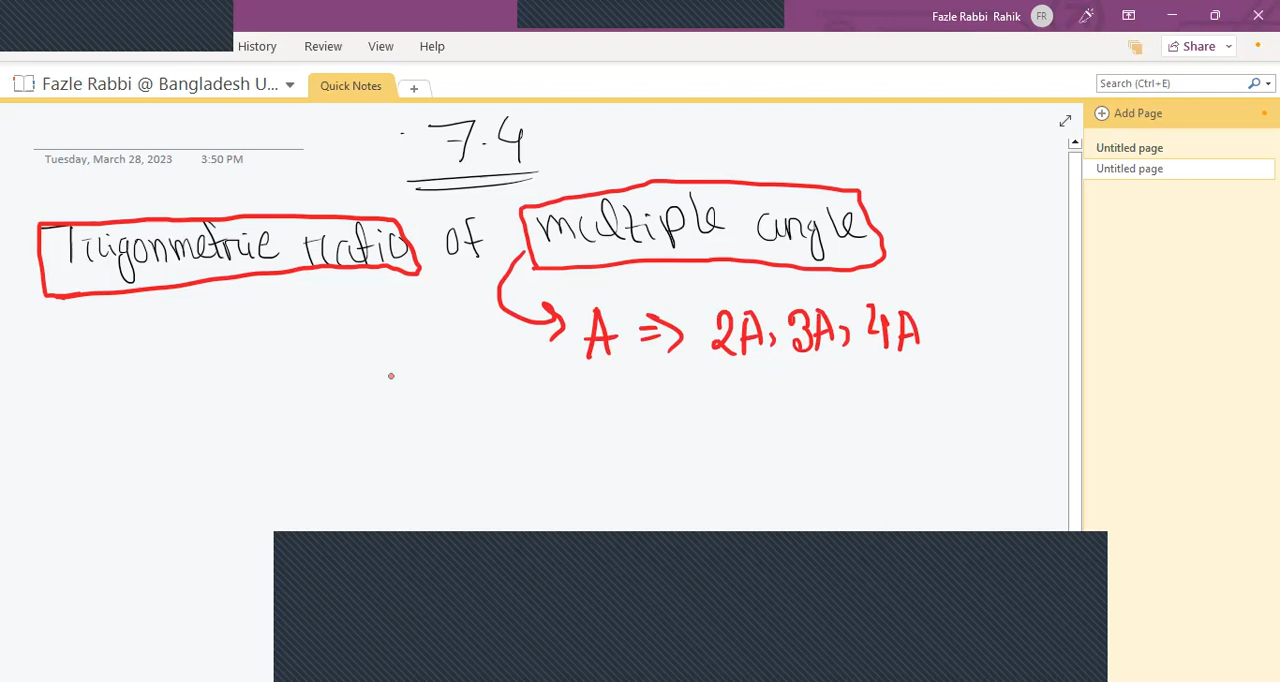 Fazle Rabbi Rahik FR
History Review View Help
Share
Fazle Rabbi @ Bangladesh U... Quick Notes +
Search (Ctrl+E)
7.4
Add Page
Tuesday, March 28, 2023 3:50 PM
Untitled page
Untitled page
Trigonmetric ratio of multiple angle
A => 2A, 3A, 4A